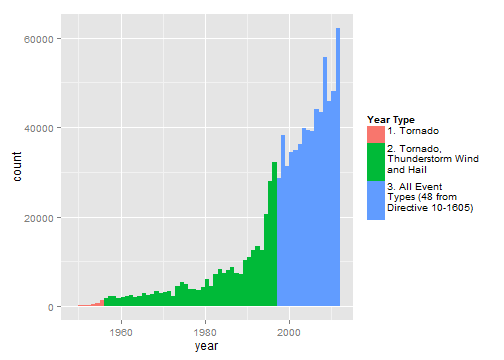 60000
40000
20000
0
count
1960
1980
2000
year
Year Type
1. Tornado
2. Tornado,
Thunderstorm Wind
and Hail
3. All Event
Types (48 from
Directive 10-1605)